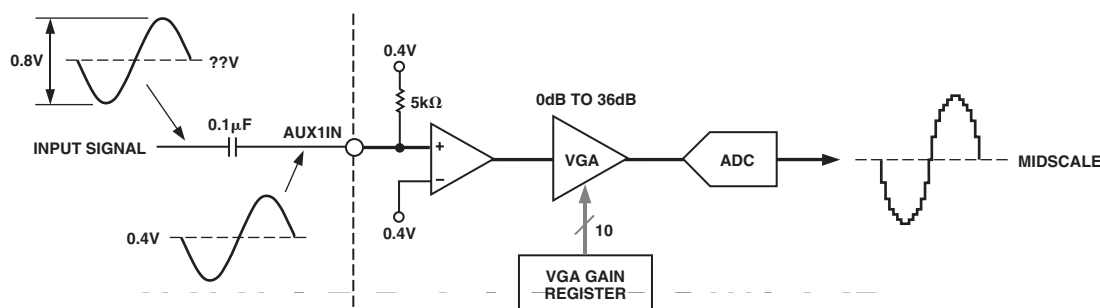 0.8V
??V
0.4V
5kΩ
0dB TO 36dB
0.1μF
AUX1IN
INPUT SIGNAL
+
VGA
ADC
MIDSCALE
–
0.4V
0.4V
10
VGA GAIN
REGISTER